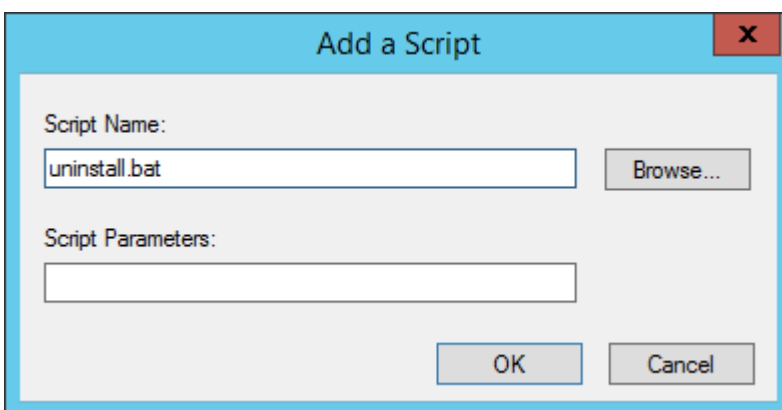 Add a Script
x
Script Name:
uninstall.bat
Browse...
Script Parameters:
OK
Cancel